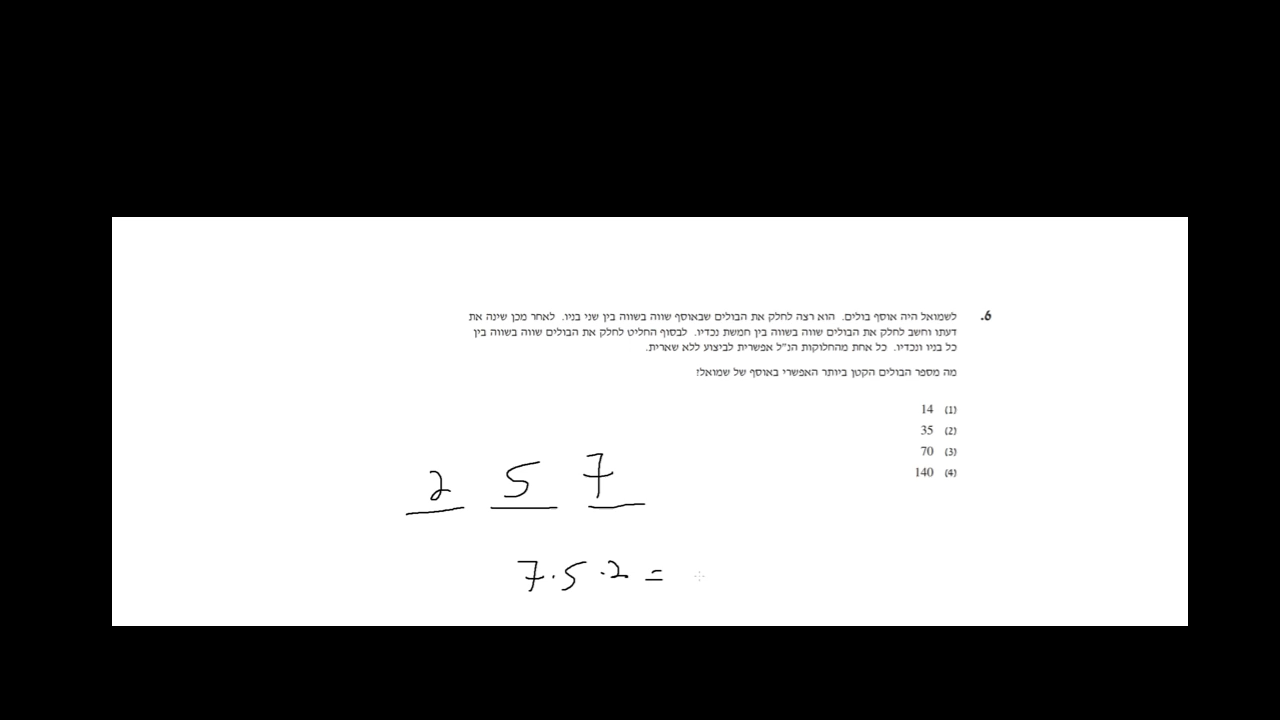 6. לשמואל היה אוסף בולים. הוא רצה לחלק את הבולים שבאוסף שווה בשווה בין שני בניו. לאחר מכן שינה את
דעתו וחשב לחלק את הבולים שווה בשווה בין חמשת נכדיו. לבסוף החליט לחלק את הבולים שווה בשווה בין
כל בניו ונכדיו. כל אחת מהחלוקות הנ"ל אפשרית לביצוע ללא שארית.
מה מספר הבולים הקטן ביותר האפשרי באוסף של שמואל?
(1) 14
(2) 35
(3) 70
(4) 140
2 5 7
7·5·2=